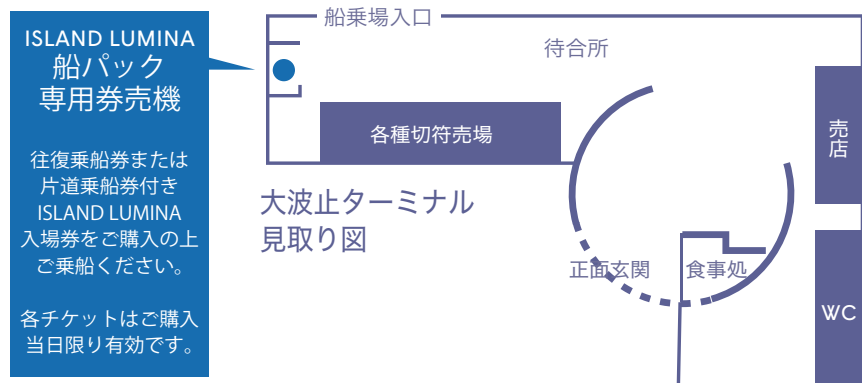 ISLAND LUMINA
船パック
専用券売機
往復乗船券または
片道乗船券付き
ISLAND LUMINA
入場券をご購入の上
ご乗船ください。
各チケットはご購入
当日限り有効です。
船乗場入口
待合所
各種切符売場
売店
大波止ターミナル
見取り図
正面玄関
食事処
WC